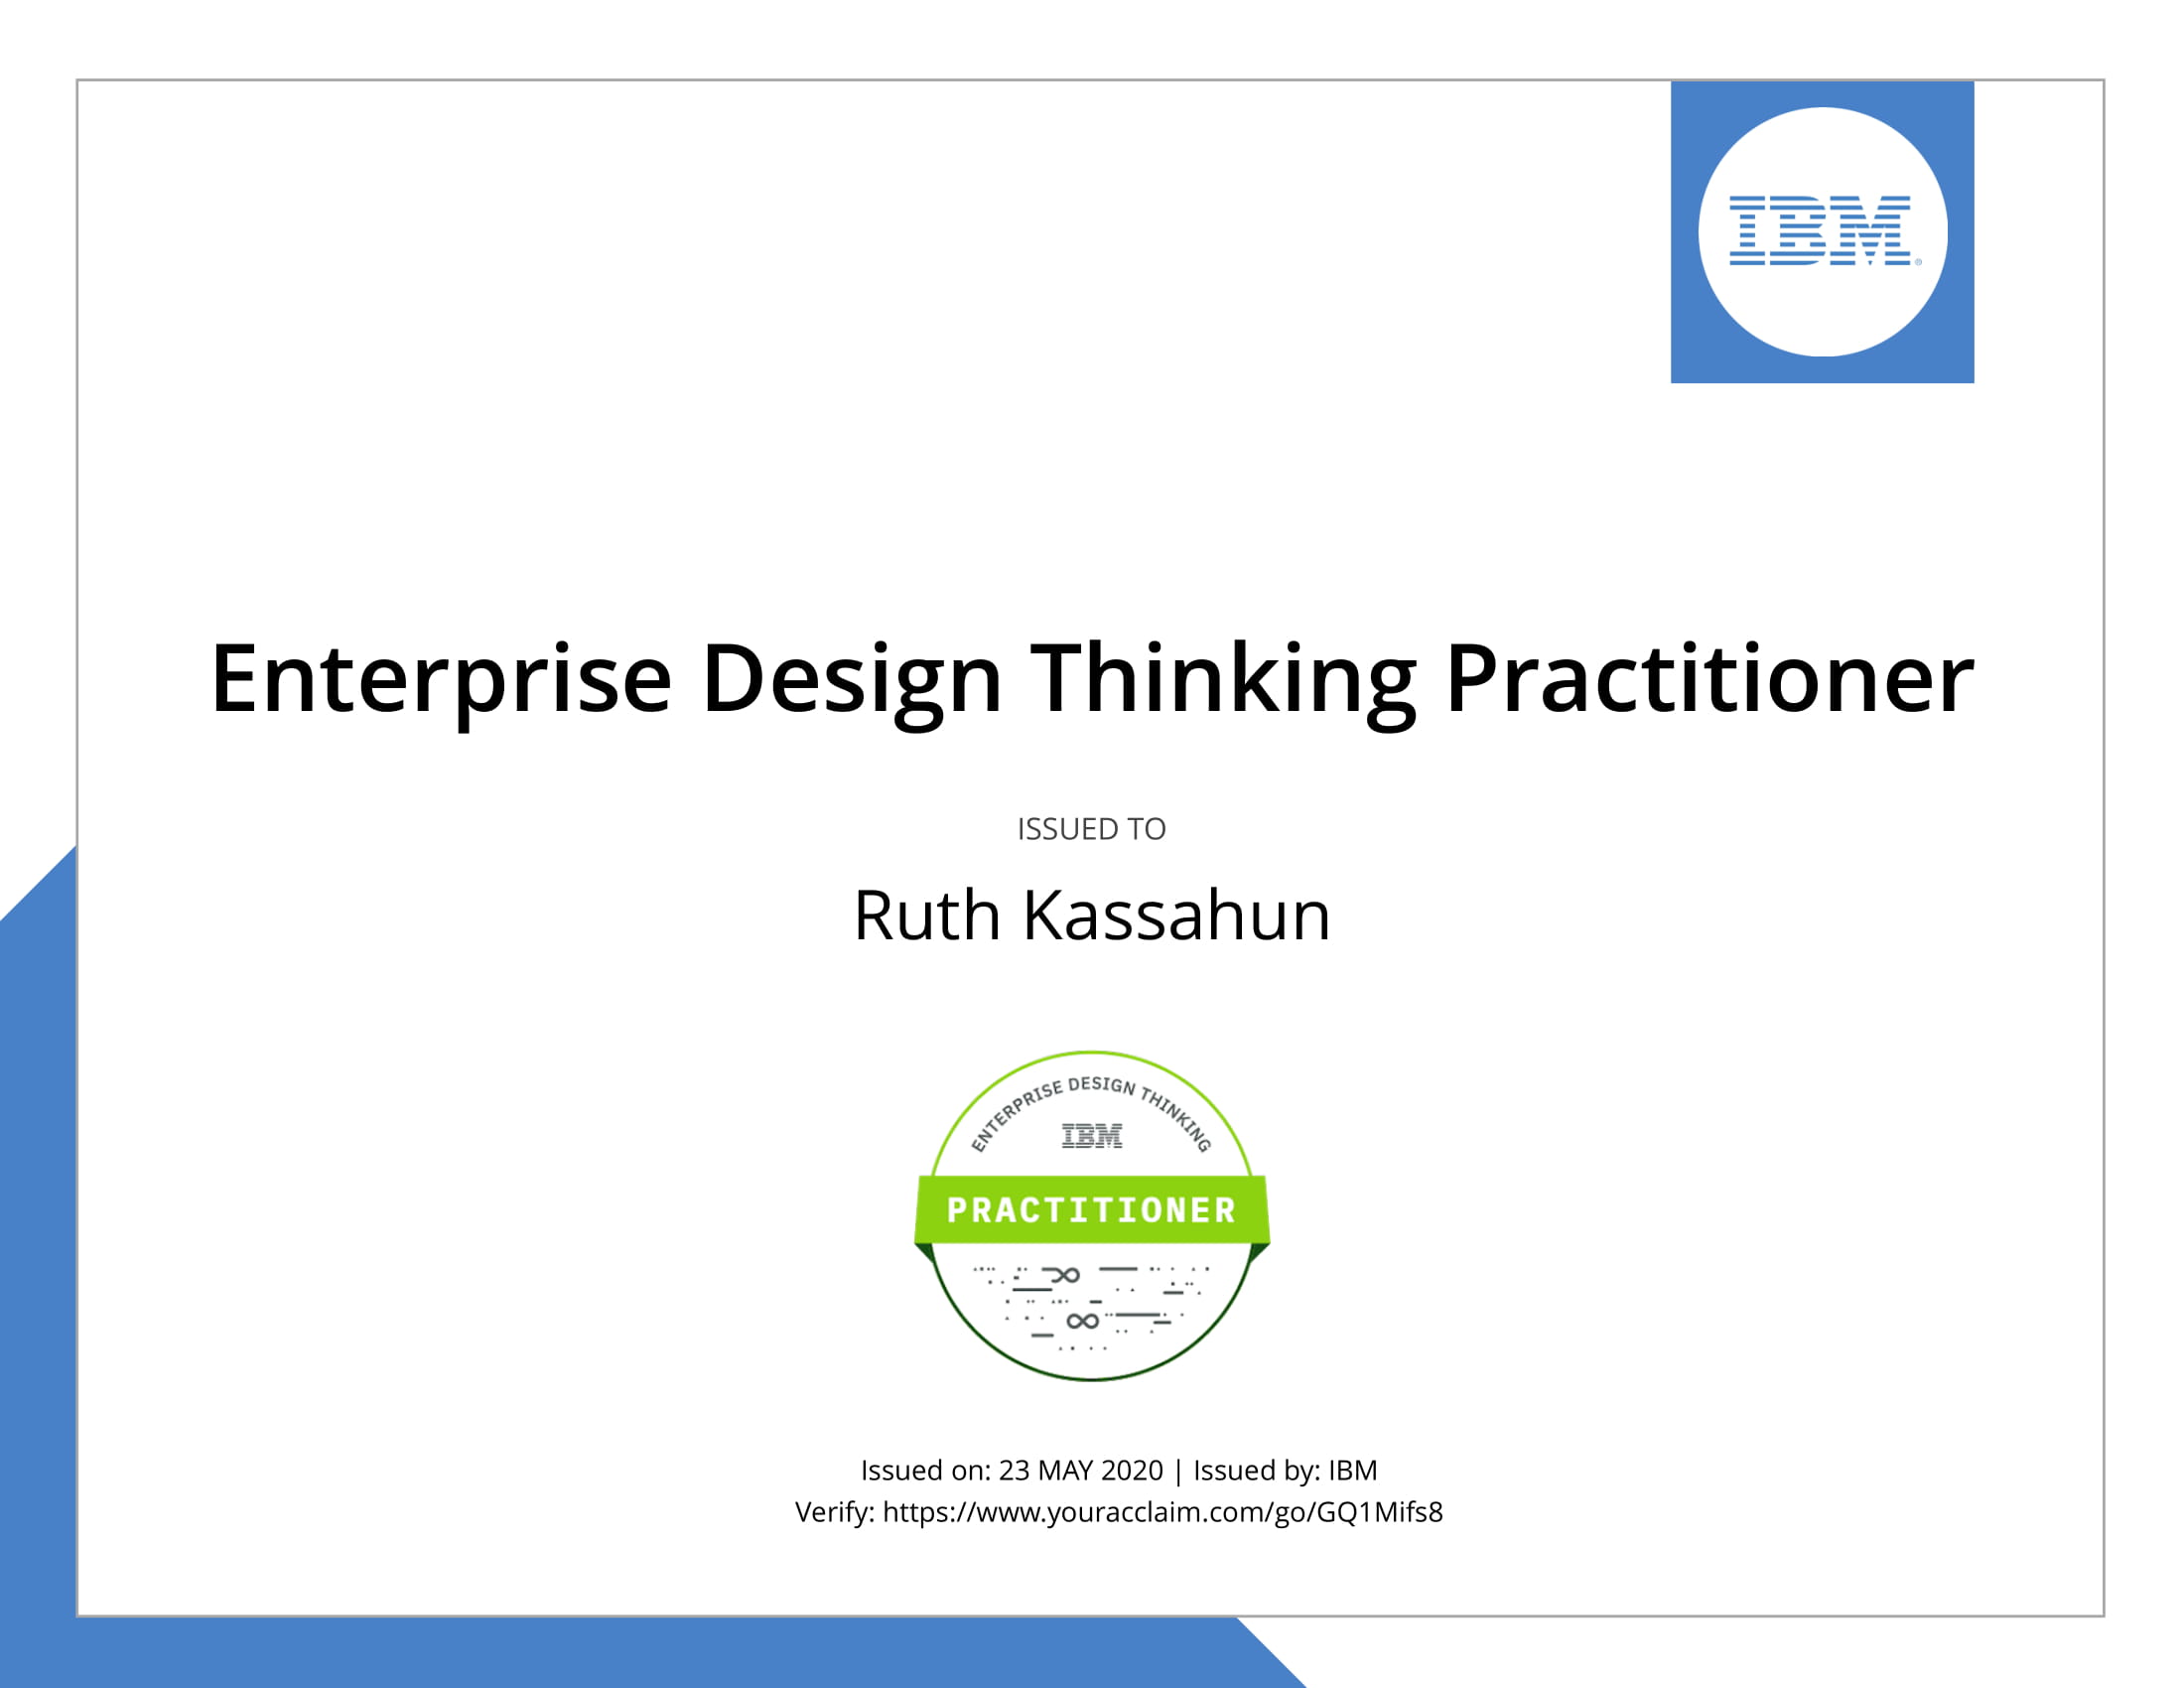 IBM®
Enterprise Design Thinking Practitioner
ISSUED TO
Ruth Kassahun
ENTERPRISE DESIGN THINKING
IBM
PRACTITIONER
Issued on: 23 MAY 2020 | Issued by: IBM
Verify: https://www.youracclaim.com/go/GQ1Mifs8